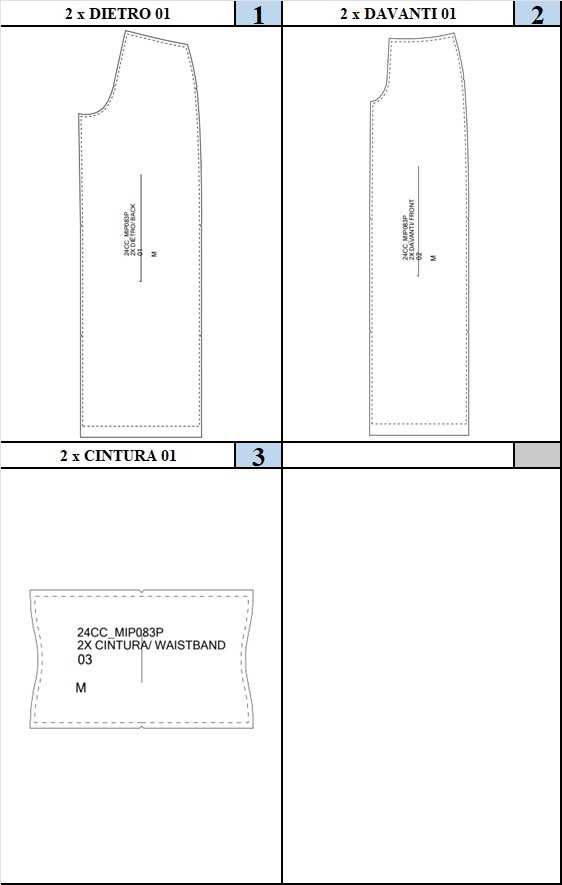 2 x DIETRO 01
1
2 x DAVANTI 01
2
24CC_MIP083P
2X DIETRO/ BACK
01
M
24CC_MIP083P
2X DAVANTI/ FRONT
02
M
2 x CINTURA 01
3
24CC_MIP083P
2X CINTURA/ WAISTBAND
03
M